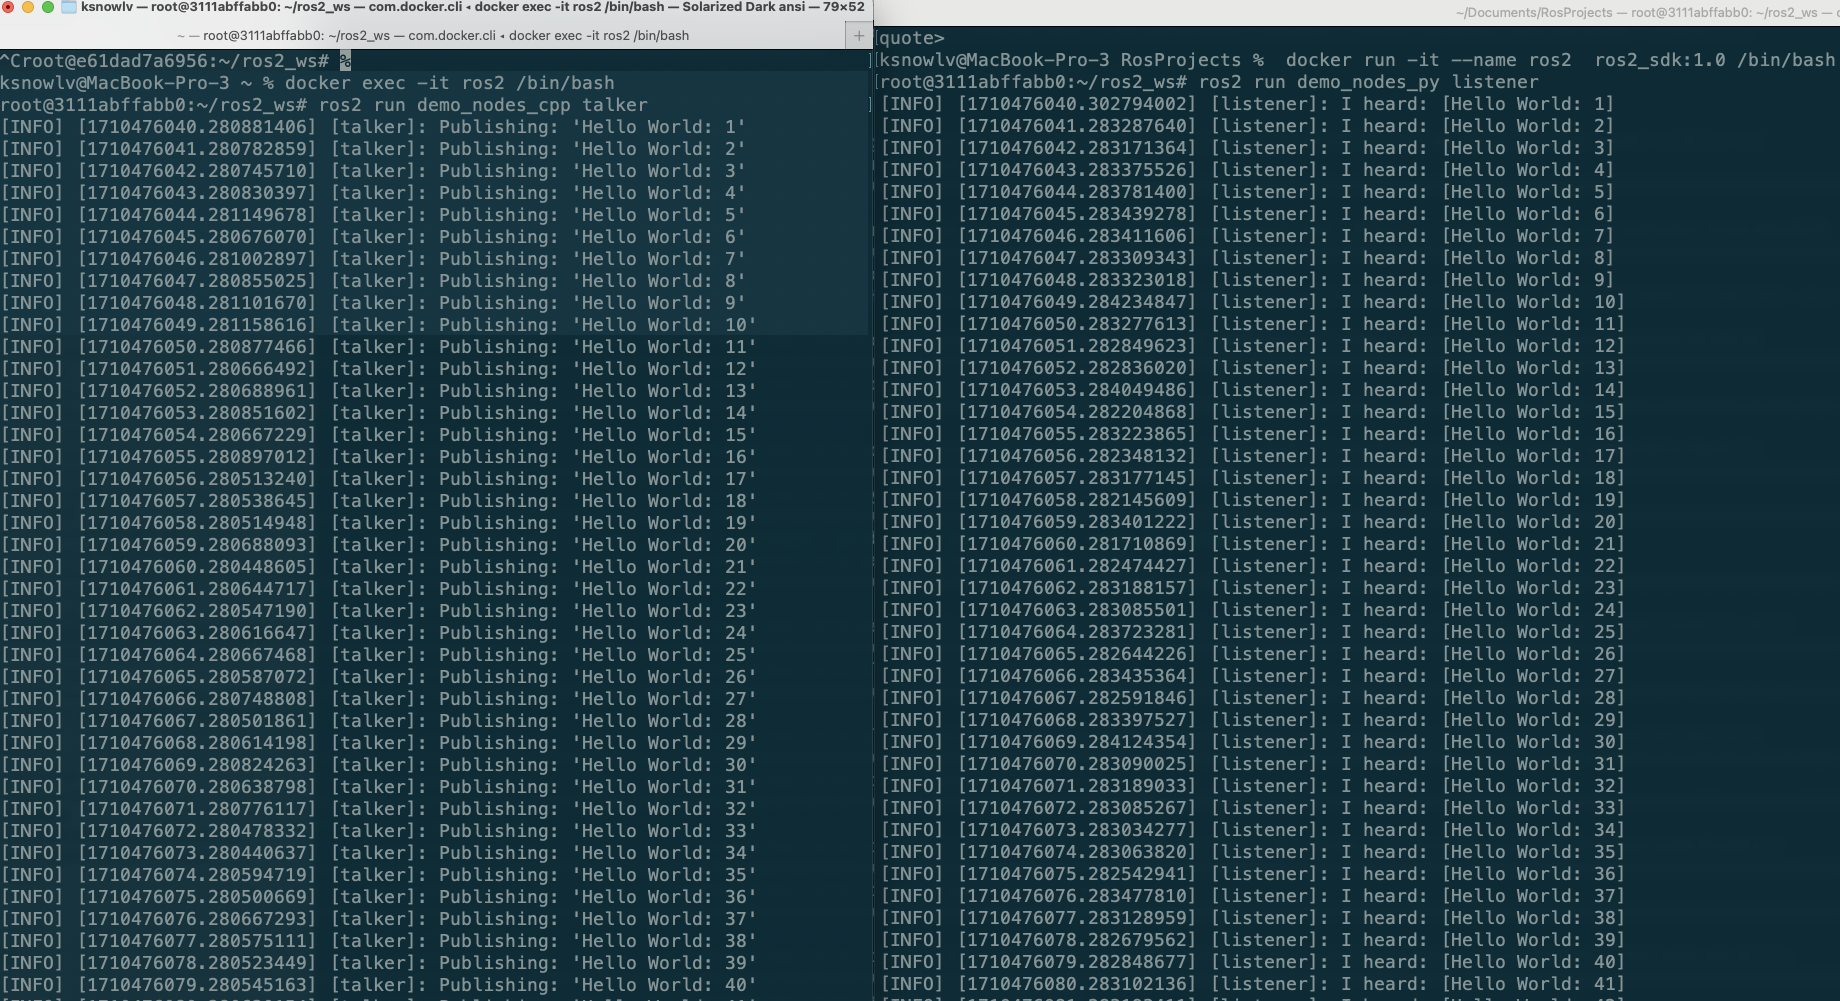 ksnowlv — root@3111abffabb0: ~/ros2_ws — com.docker.cli ◂ docker exec -it ros2 /bin/bash — Solarized Dark ansi — 79×52
~ — root@3111abffabb0: ~/ros2_ws — com.docker.cli ◂ docker exec -it ros2 /bin/bash
+
^Croot@e61dad7a6956:~/ros2_ws# %
ksnowlv@MacBook-Pro-3 ~ % docker exec -it ros2 /bin/bash
root@3111abffabb0:~/ros2_ws# ros2 run demo_nodes_cpp talker
[INFO] [1710476040.280881406] [talker]: Publishing: 'Hello World: 1'
[INFO] [1710476041.280782859] [talker]: Publishing: 'Hello World: 2'
[INFO] [1710476042.280745710] [talker]: Publishing: 'Hello World: 3'
[INFO] [1710476043.280830397] [talker]: Publishing: 'Hello World: 4'
[INFO] [1710476044.281149678] [talker]: Publishing: 'Hello World: 5'
[INFO] [1710476045.280676070] [talker]: Publishing: 'Hello World: 6'
[INFO] [1710476046.281002897] [talker]: Publishing: 'Hello World: 7'
[INFO] [1710476047.280855025] [talker]: Publishing: 'Hello World: 8'
[INFO] [1710476048.281101670] [talker]: Publishing: 'Hello World: 9'
[INFO] [1710476049.281158616] [talker]: Publishing: 'Hello World: 10'
[INFO] [1710476050.280877466] [talker]: Publishing: 'Hello World: 11'
[INFO] [1710476051.280666492] [talker]: Publishing: 'Hello World: 12'
[INFO] [1710476052.280688961] [talker]: Publishing: 'Hello World: 13'
[INFO] [1710476053.280851602] [talker]: Publishing: 'Hello World: 14'
[INFO] [1710476054.280667229] [talker]: Publishing: 'Hello World: 15'
[INFO] [1710476055.280897012] [talker]: Publishing: 'Hello World: 16'
[INFO] [1710476056.280513240] [talker]: Publishing: 'Hello World: 17'
[INFO] [1710476057.280538645] [talker]: Publishing: 'Hello World: 18'
[INFO] [1710476058.280514948] [talker]: Publishing: 'Hello World: 19'
[INFO] [1710476059.280688093] [talker]: Publishing: 'Hello World: 20'
[INFO] [1710476060.280448605] [talker]: Publishing: 'Hello World: 21'
[INFO] [1710476061.280644717] [talker]: Publishing: 'Hello World: 22'
[INFO] [1710476062.280547190] [talker]: Publishing: 'Hello World: 23'
[INFO] [1710476063.280616647] [talker]: Publishing: 'Hello World: 24'
[INFO] [1710476064.280667468] [talker]: Publishing: 'Hello World: 25'
[INFO] [1710476065.280587072] [talker]: Publishing: 'Hello World: 26'
[INFO] [1710476066.280748808] [talker]: Publishing: 'Hello World: 27'
[INFO] [1710476067.280501861] [talker]: Publishing: 'Hello World: 28'
[INFO] [1710476068.280614198] [talker]: Publishing: 'Hello World: 29'
[INFO] [1710476069.280824263] [talker]: Publishing: 'Hello World: 30'
[INFO] [1710476070.280638798] [talker]: Publishing: 'Hello World: 31'
[INFO] [1710476071.280776117] [talker]: Publishing: 'Hello World: 32'
[INFO] [1710476072.280478332] [talker]: Publishing: 'Hello World: 33'
[INFO] [1710476073.280440637] [talker]: Publishing: 'Hello World: 34'
[INFO] [1710476074.280594719] [talker]: Publishing: 'Hello World: 35'
[INFO] [1710476075.280500669] [talker]: Publishing: 'Hello World: 36'
[INFO] [1710476076.280667293] [talker]: Publishing: 'Hello World: 37'
[INFO] [1710476077.280575111] [talker]: Publishing: 'Hello World: 38'
[INFO] [1710476078.280523449] [talker]: Publishing: 'Hello World: 39'
[INFO] [1710476079.280545163] [talker]: Publishing: 'Hello World: 40'
~/Documents/RosProjects — root@3111abffabb0: ~/ros2_ws —
quote>
ksnowlv@MacBook-Pro-3 RosProjects %  docker run -it --name ros2  ros2_sdk:1.0 /bin/bash
root@3111abffabb0:~/ros2_ws# ros2 run demo_nodes_py listener
[INFO] [1710476040.302794002] [listener]: I heard: [Hello World: 1]
[INFO] [1710476041.283287640] [listener]: I heard: [Hello World: 2]
[INFO] [1710476042.283171364] [listener]: I heard: [Hello World: 3]
[INFO] [1710476043.283375526] [listener]: I heard: [Hello World: 4]
[INFO] [1710476044.283781400] [listener]: I heard: [Hello World: 5]
[INFO] [1710476045.283439278] [listener]: I heard: [Hello World: 6]
[INFO] [1710476046.283411606] [listener]: I heard: [Hello World: 7]
[INFO] [1710476047.283309343] [listener]: I heard: [Hello World: 8]
[INFO] [1710476048.283323018] [listener]: I heard: [Hello World: 9]
[INFO] [1710476049.284234847] [listener]: I heard: [Hello World: 10]
[INFO] [1710476050.283277613] [listener]: I heard: [Hello World: 11]
[INFO] [1710476051.282849623] [listener]: I heard: [Hello World: 12]
[INFO] [1710476052.282836020] [listener]: I heard: [Hello World: 13]
[INFO] [1710476053.284049486] [listener]: I heard: [Hello World: 14]
[INFO] [1710476054.282204868] [listener]: I heard: [Hello World: 15]
[INFO] [1710476055.283223865] [listener]: I heard: [Hello World: 16]
[INFO] [1710476056.282348132] [listener]: I heard: [Hello World: 17]
[INFO] [1710476057.283177145] [listener]: I heard: [Hello World: 18]
[INFO] [1710476058.282145609] [listener]: I heard: [Hello World: 19]
[INFO] [1710476059.283401222] [listener]: I heard: [Hello World: 20]
[INFO] [1710476060.281710869] [listener]: I heard: [Hello World: 21]
[INFO] [1710476061.282474427] [listener]: I heard: [Hello World: 22]
[INFO] [1710476062.283188157] [listener]: I heard: [Hello World: 23]
[INFO] [1710476063.283085501] [listener]: I heard: [Hello World: 24]
[INFO] [1710476064.283723281] [listener]: I heard: [Hello World: 25]
[INFO] [1710476065.282644226] [listener]: I heard: [Hello World: 26]
[INFO] [1710476066.283435364] [listener]: I heard: [Hello World: 27]
[INFO] [1710476067.282591846] [listener]: I heard: [Hello World: 28]
[INFO] [1710476068.283397527] [listener]: I heard: [Hello World: 29]
[INFO] [1710476069.284124354] [listener]: I heard: [Hello World: 30]
[INFO] [1710476070.283090025] [listener]: I heard: [Hello World: 31]
[INFO] [1710476071.283189033] [listener]: I heard: [Hello World: 32]
[INFO] [1710476072.283085267] [listener]: I heard: [Hello World: 33]
[INFO] [1710476073.283034277] [listener]: I heard: [Hello World: 34]
[INFO] [1710476074.283063820] [listener]: I heard: [Hello World: 35]
[INFO] [1710476075.282542941] [listener]: I heard: [Hello World: 36]
[INFO] [1710476076.283477810] [listener]: I heard: [Hello World: 37]
[INFO] [1710476077.283128959] [listener]: I heard: [Hello World: 38]
[INFO] [1710476078.282679562] [listener]: I heard: [Hello World: 39]
[INFO] [1710476079.282848677] [listener]: I heard: [Hello World: 40]
[INFO] [1710476080.283102136] [listener]: I heard: [Hello World: 41]